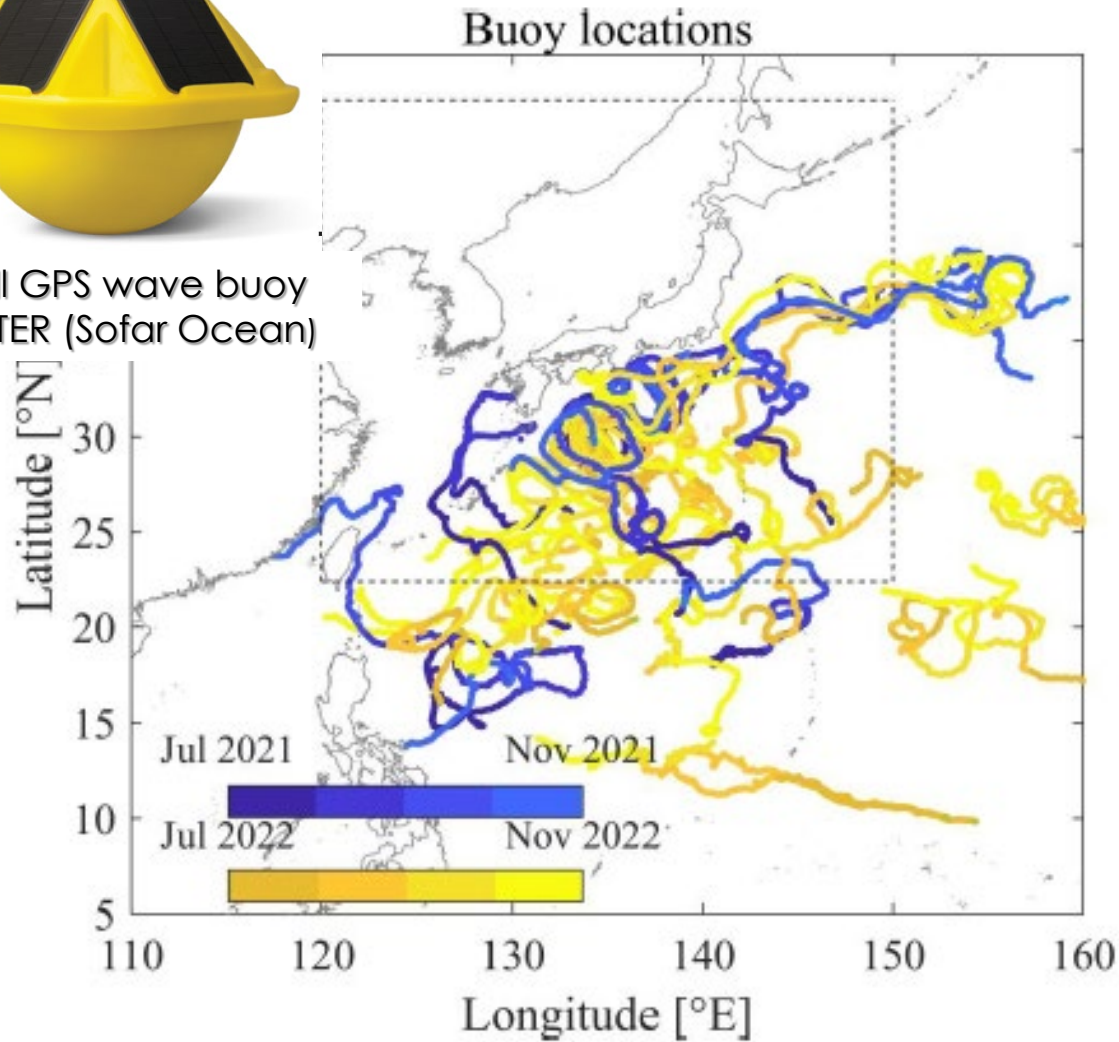 Buoy locations
l GPS wave buoy
TER (Sofar Ocean)
Latitude [°N]
30
25
20
15
10
5
Jul 2021 Nov 2021
Jul 2022 Nov 2022
110 120 130 140 150 160
Longitude [°E]